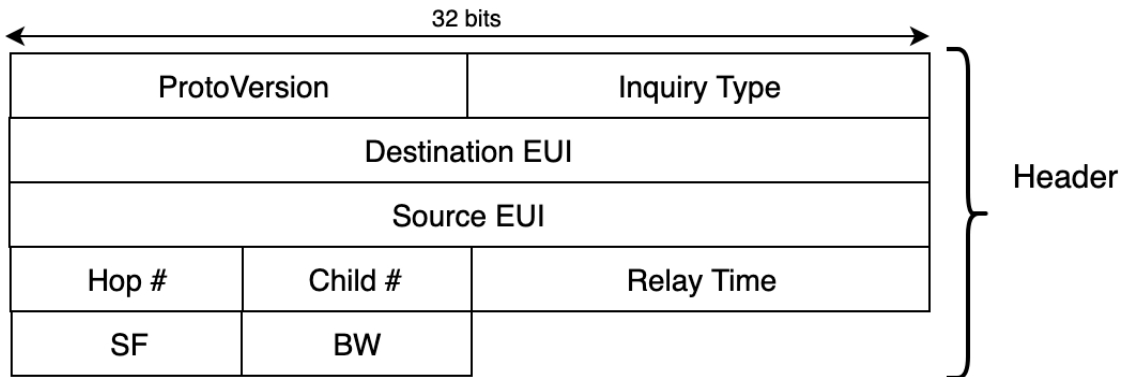 32 bits
ProtoVersion Inquiry Type
Destination EUI
Header
Source EUI
Hop # Child # Relay Time
SF BW